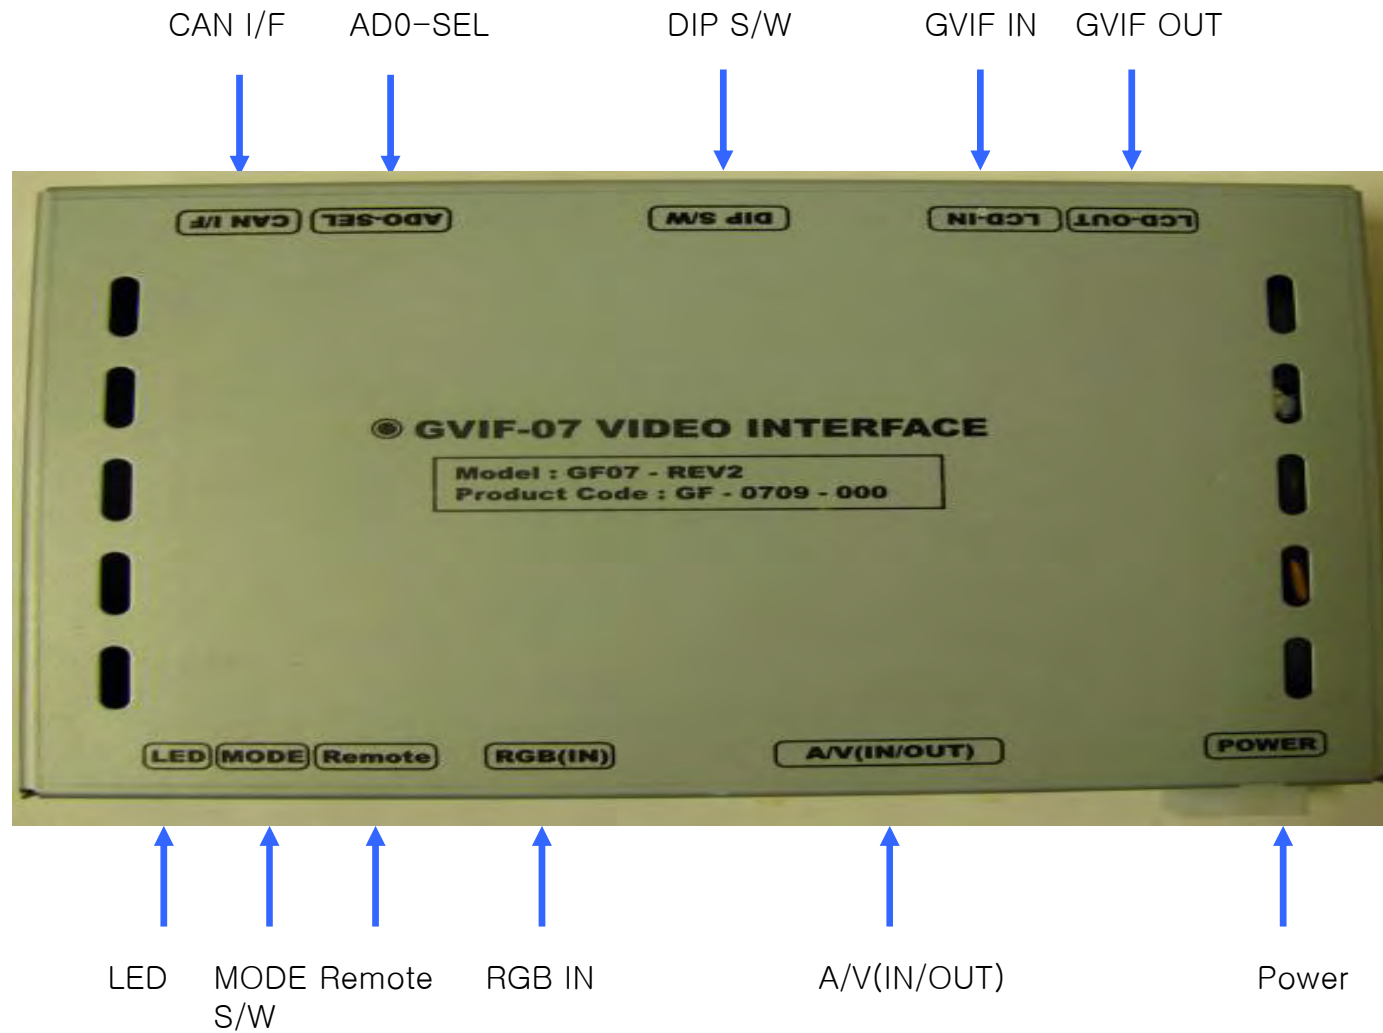 CAN I/F AD0-SEL DIP S/W GVIF IN GVIF OUT
CAN I/F ADO-SEL DIP S/W LCD-IN LCD-OUT
GVIF-07 VIDEO INTERFACE
Model : GF07 - REV2
Product Code : GF - 0709 - 000
LED MODE Remote RGB(IN) A/V(IN/OUT) POWER
LED MODE Remote RGB IN A/V(IN/OUT) Power
S/W